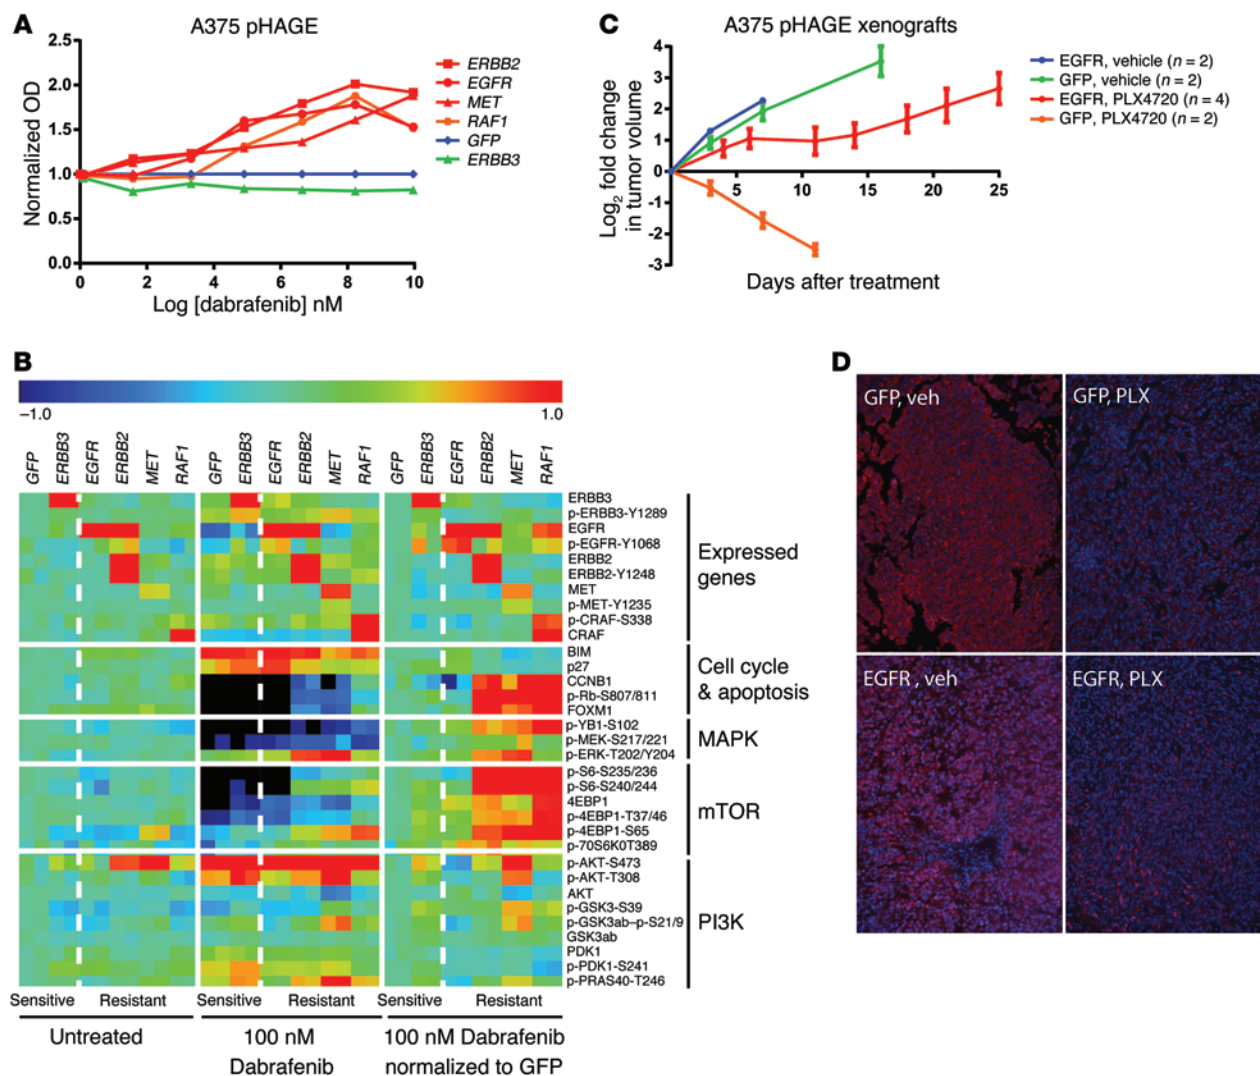 A
A375 pHAGE
2.5
2.0
1.5
1.0
0.5
0.0
0 2 4 6 8 10
Normalized OD
Log [dabrafenib] nM
ERBB2
EGFR
MET
RAF1
GFP
ERBB3
C
A375 pHAGE xenografts
4
3
2
1
0
-1
-2
-3
5 10 15 20 25
Log2 fold change
in tumor volume
Days after treatment
EGFR, vehicle (n = 2)
GFP, vehicle (n = 2)
EGFR, PLX4720 (n = 4)
GFP, PLX4720 (n = 2)
B
–1.0 1.0
GFP ERBB3 EGFR ERBB2 MET RAF1 GFP ERBB3 EGFR ERBB2 MET RAF1 GFP ERBB3 EGFR ERBB2 MET RAF1
ERBB3
p-ERBB3-Y1289
EGFR
p-EGFR-Y1068
ERBB2
ERBB2-Y1248
MET
p-MET-Y1235
p-CRAF-S338
CRAF
Expressed
genes
BIM
p27
CCNB1
p-Rb-S807/811
FOXM1
Cell cycle
& apoptosis
p-YB1-S102
p-MEK-S217/221
p-ERK-T202/Y204
MAPK
p-S6-S235/236
p-S6-S240/244
4EBP1
p-4EBP1-T37/46
p-4EBP1-S65
p-70S6K0T389
mTOR
p-AKT-S473
p-AKT-T308
AKT
p-GSK3-S39
p-GSK3ab–p-S21/9
GSK3ab
PDK1
p-PDK1-S241
p-PRAS40-T246
PI3K
Sensitive Resistant Sensitive Resistant Sensitive Resistant
Untreated
100 nM
Dabrafenib
100 nM Dabrafenib
normalized to GFP
D
GFP, veh
GFP, PLX
EGFR , veh
EGFR, PLX